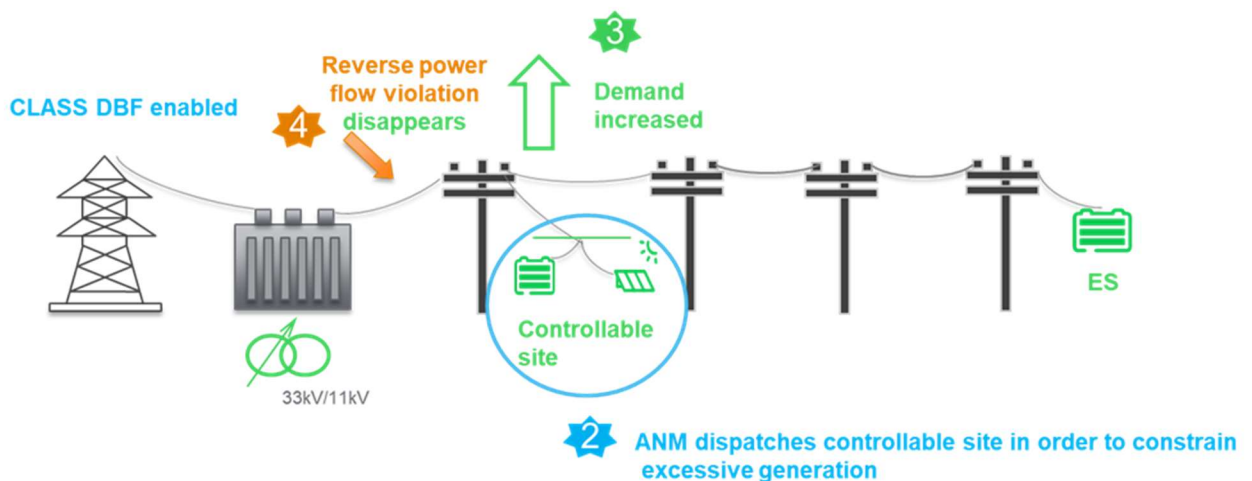 3
Reverse power
flow violation
disappears
CLASS DBF enabled
4
Demand
increased
ES
Controllable
site
33kV/11kV
2
ANM dispatches controllable site in order to constrain
excessive generation